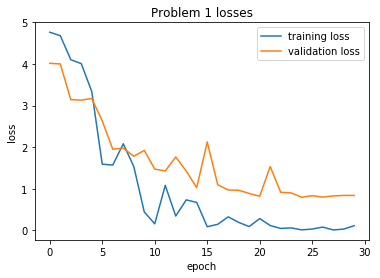 Problem 1 losses
training loss
validation loss
loss
5
4
3
2
1
0
0 5 10 15 20 25 30
epoch